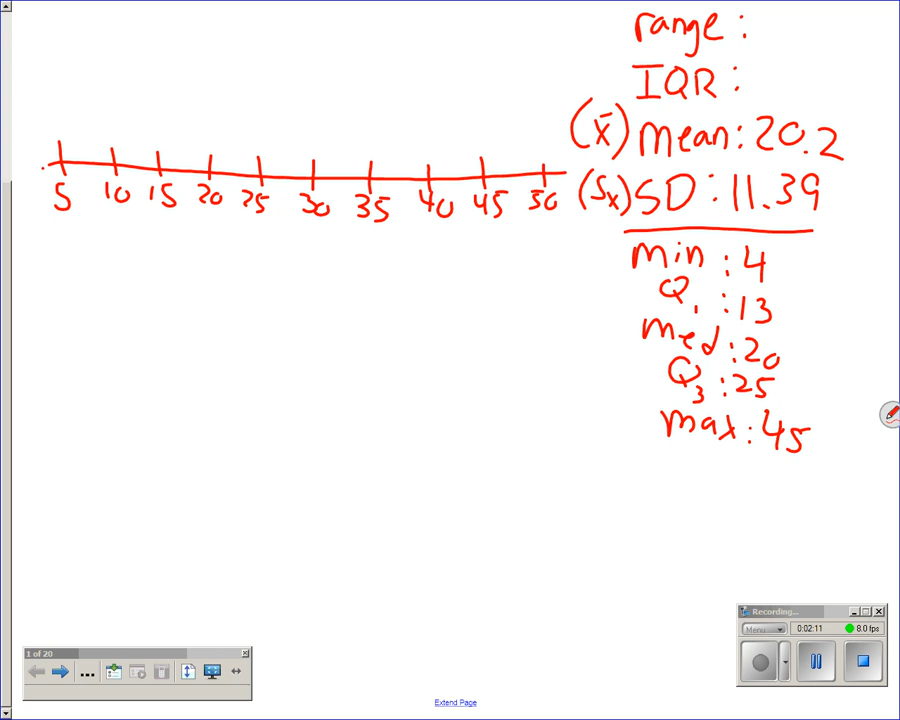 range:
IQR:
(x̄) mean: 20.2
(Sx) SD: 11.39
5 10 15 20 25 30 35 40 45 50
min: 4
Q1: 13
med: 20
Q3: 25
max: 45
Recording...
Menu
0:02:11
8.0 fps
1 of 20
...
Extend Page